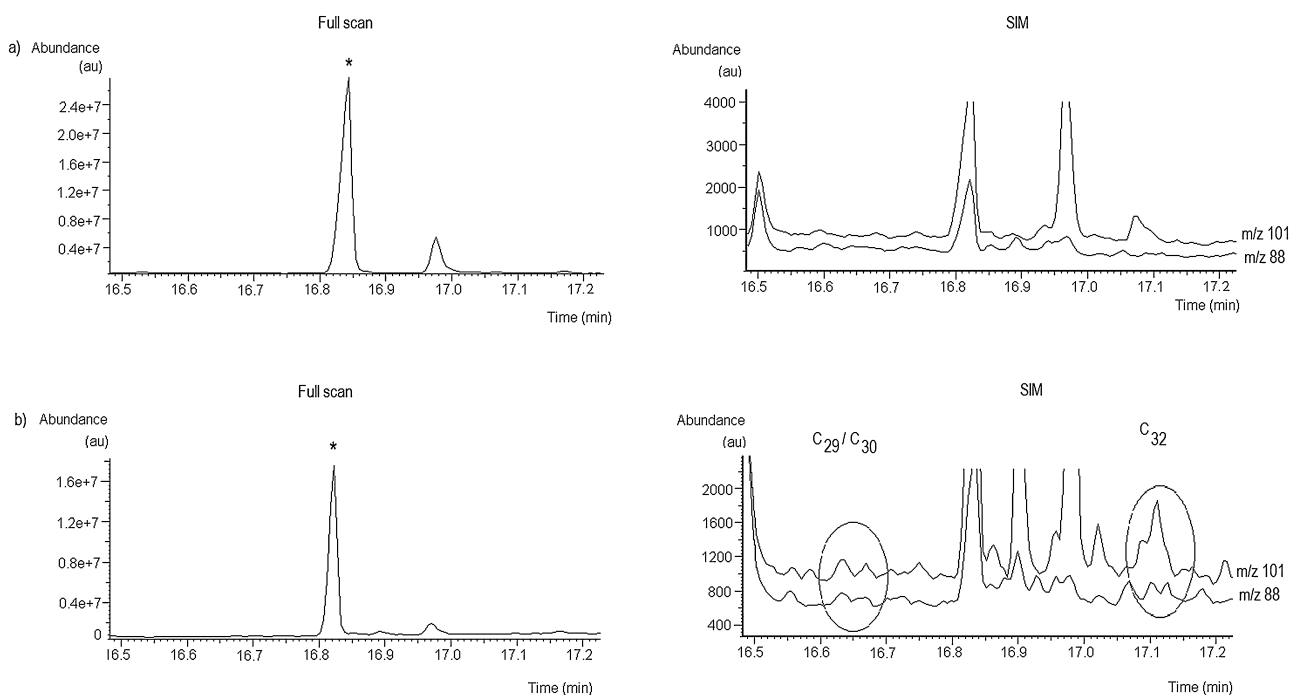 Full scan
a) Abundance
(au)
*
2.4e+7
2.0e+7
1.6e+7
1.2e+7
0.8e+7
0.4e+7
16.5 16.6 16.7 16.8 16.9 17.0 17.1 17.2
Time (min)
SIM
Abundance
(au)
4000
3000
2000
1000
m/z 101
m/z 88
16.5 16.6 16.7 16.8 16.9 17.0 17.1 17.2
Time (min)
Full scan
b) Abundance
(au)
*
1.6e+7
1.2e+7
0.8e+7
0.4e+7
0
16.5 16.6 16.7 16.8 16.9 17.0 17.1 17.2
Time (min)
SIM
Abundance
(au)
C29 / C30
C32
2000
1600
1200
800
400
m/z 101
m/z 88
16.5 16.6 16.7 16.8 16.9 17.0 17.1 17.2
Time (min)